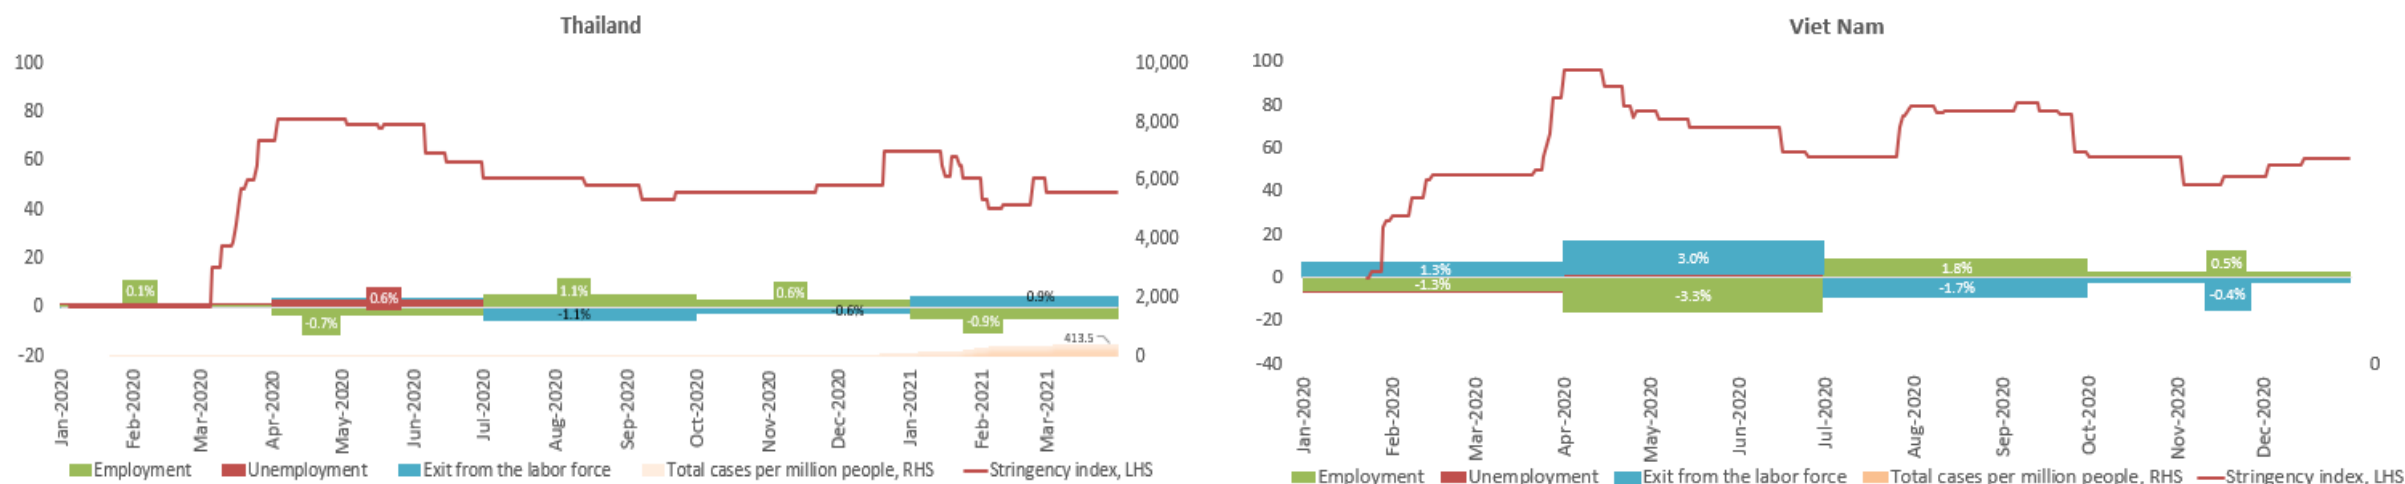 Thailand
100
80
60
40
20
0
-20
10,000
8,000
6,000
4,000
2,000
0
0.1%
-0.7%
0.6%
1.1%
-1.1%
0.6%
-0.6%
0.9%
-0.9%
413.5
Jan-2020
Feb-2020
Mar-2020
Apr-2020
May-2020
Jun-2020
Jul-2020
Aug-2020
Sep-2020
Oct-2020
Nov-2020
Dec-2020
Jan-2021
Feb-2021
Mar-2021
Employment
Unemployment
Exit from the labor force
Total cases per million people, RHS
Stringency index, LHS
Viet Nam
100
80
60
40
20
0
-20
-40
0
1.3%
-1.3%
3.0%
-3.3%
1.8%
-1.7%
0.5%
-0.4%
Jan-2020
Feb-2020
Mar-2020
Apr-2020
May-2020
Jun-2020
Jul-2020
Aug-2020
Sep-2020
Oct-2020
Nov-2020
Dec-2020
Employment
Unemployment
Exit from the labor force
Total cases per million people, RHS
Stringency index, LHS